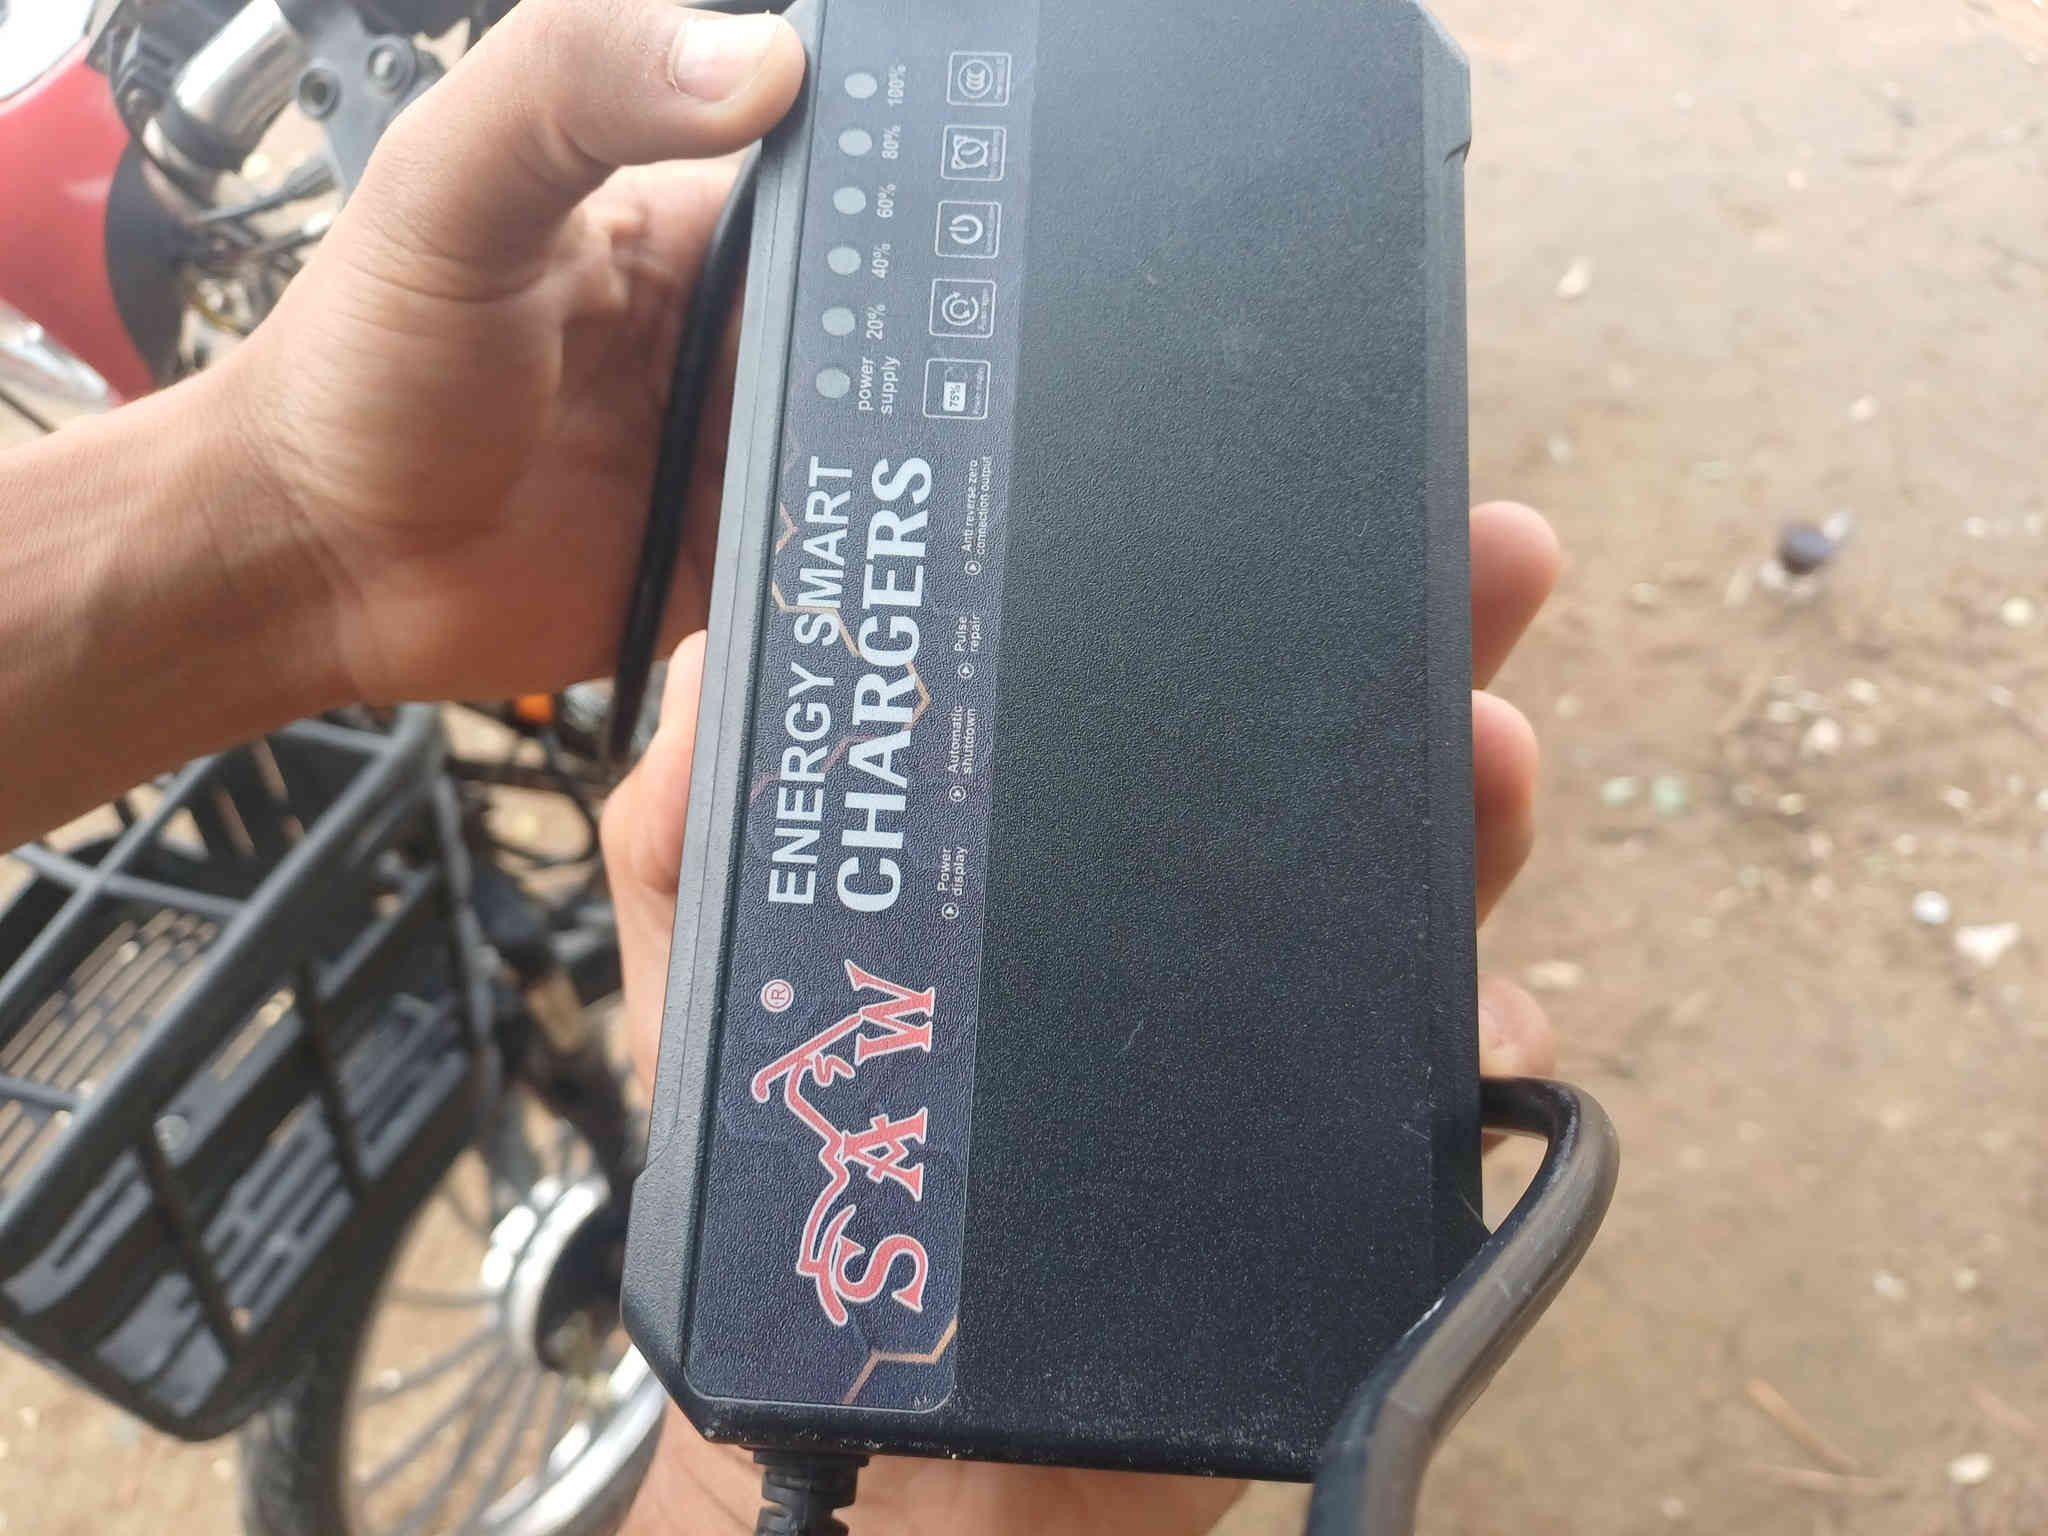 SAW
®
ENERGY SMART
CHARGERS
Power
display
Automatic
shutdown
Pulse
repair
Anti reverse zero
connection output
power
supply
20%
40%
60%
80%
100%
75%